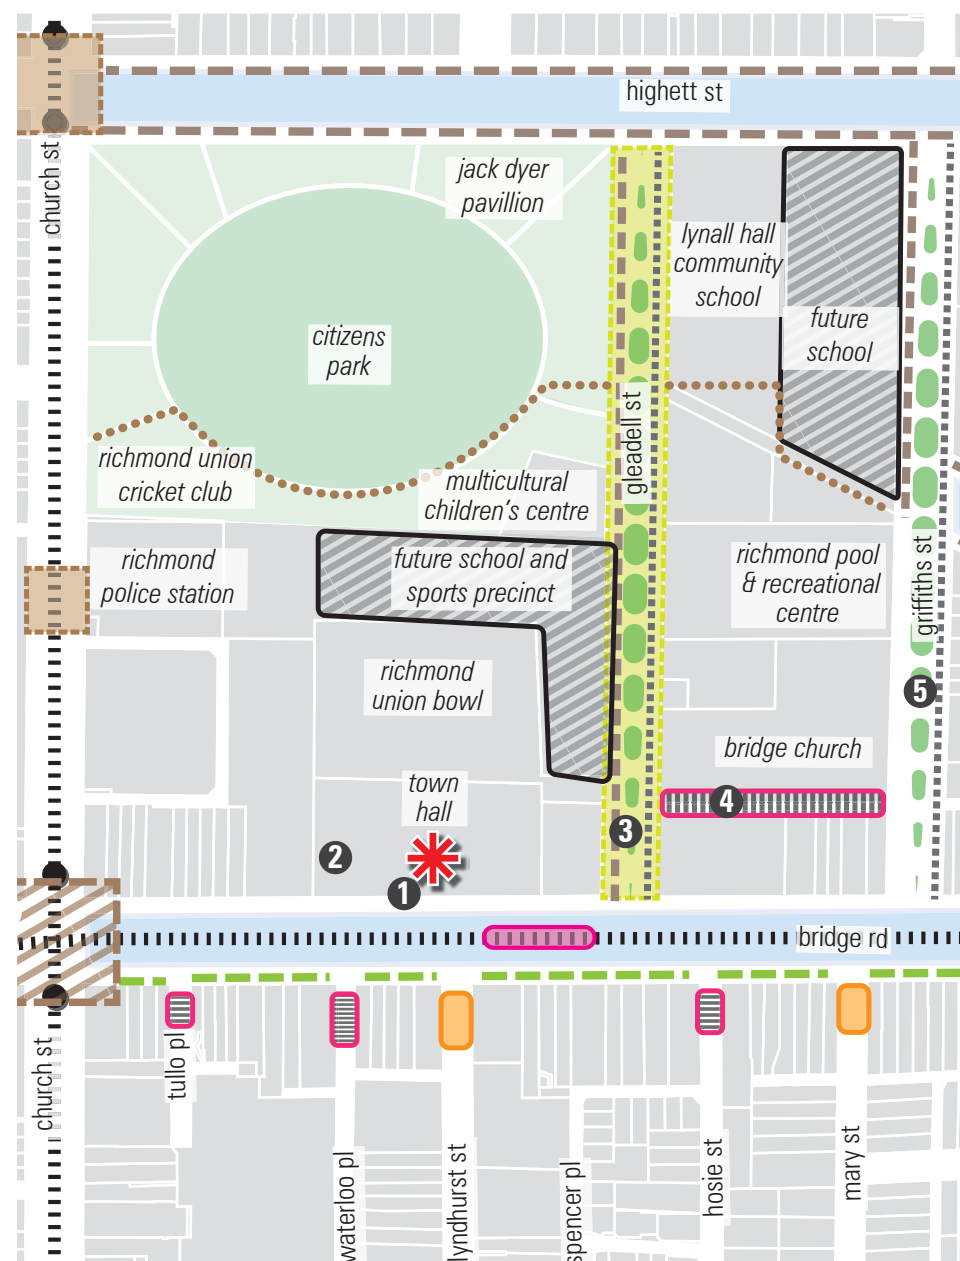 highett st
church st
jack dyer
pavillion
lynall hall
community
school
future
school
citizens
park
gleadell st
richmond union
cricket club
multicultural
children's centre
richmond
police station
future school and
sports precinct
richmond pool
& recreational
centre
griffiths st
richmond
union bowl
5
bridge church
town
hall
4
3
2
1
bridge rd
church st
tullo pl
waterloo pl
lyndhurst st
spencer pl
hosie st
mary st